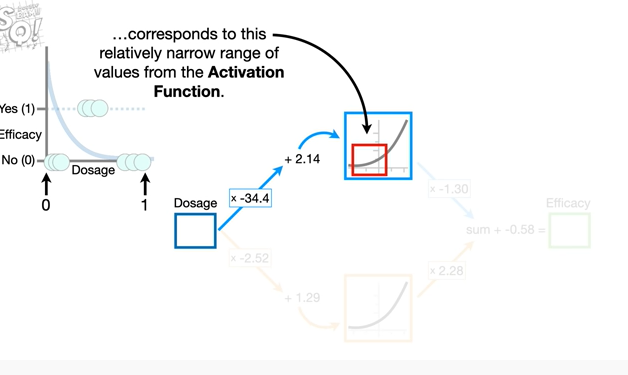 …corresponds to this
relatively narrow range of
values from the Activation
Function.
SQ!
Yes (1)
Efficacy
No (0)
Dosage
0
1
+ 2.14
x -34.4
Dosage
x -1.30
Efficacy
sum + -0.58 =
x -2.52
x 2.28
+ 1.29